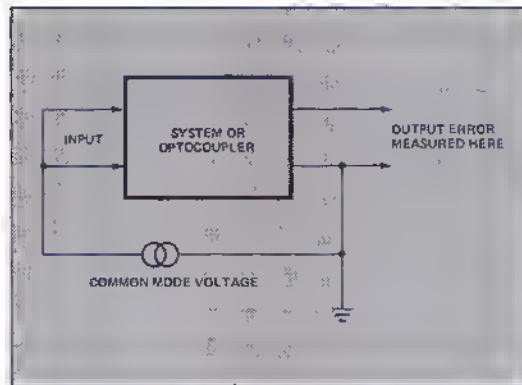 INPUT
SYSTEM OR
OPTOCOUPLER
OUTPUT ERROR
MEASURED HERE
COMMON MODE VOLTAGE